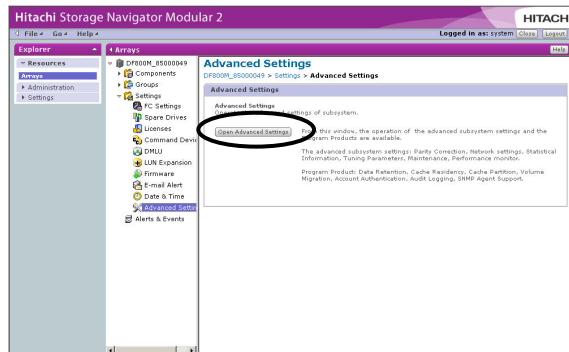 Hitachi Storage Navigator Modular 2
HITACH
File Go Help
Logged in as: system Close Logout
Explorer
Arrays
Help
Resources
Arrays
Administration
Settings
DF800M_85000049
Components
Groups
Settings
FC Settings
Spare Drives
Licenses
Command Devic
DMLU
LUN Expansion
Firmware
E-mail Alert
Date & Time
Advanced Settin
Alerts & Events
Advanced Settings
DF800M_85000049 > Settings > Advanced Settings
Advanced Settings
Advanced Settings
settings of subsystem.
Open Advanced Settings
From this window, the operation of the advanced subsystem settings and the
Program Products are available.
The advanced subsystem settings: Parity Correction, Network settings, Statistical
Information, Tuning Parameters, Maintenance, Performance monitor.
Program Product: Data Retention, Cache Residency, Cache Partition, Volume
Migration, Account Authentication, Audit Logging, SNMP Agent Support.